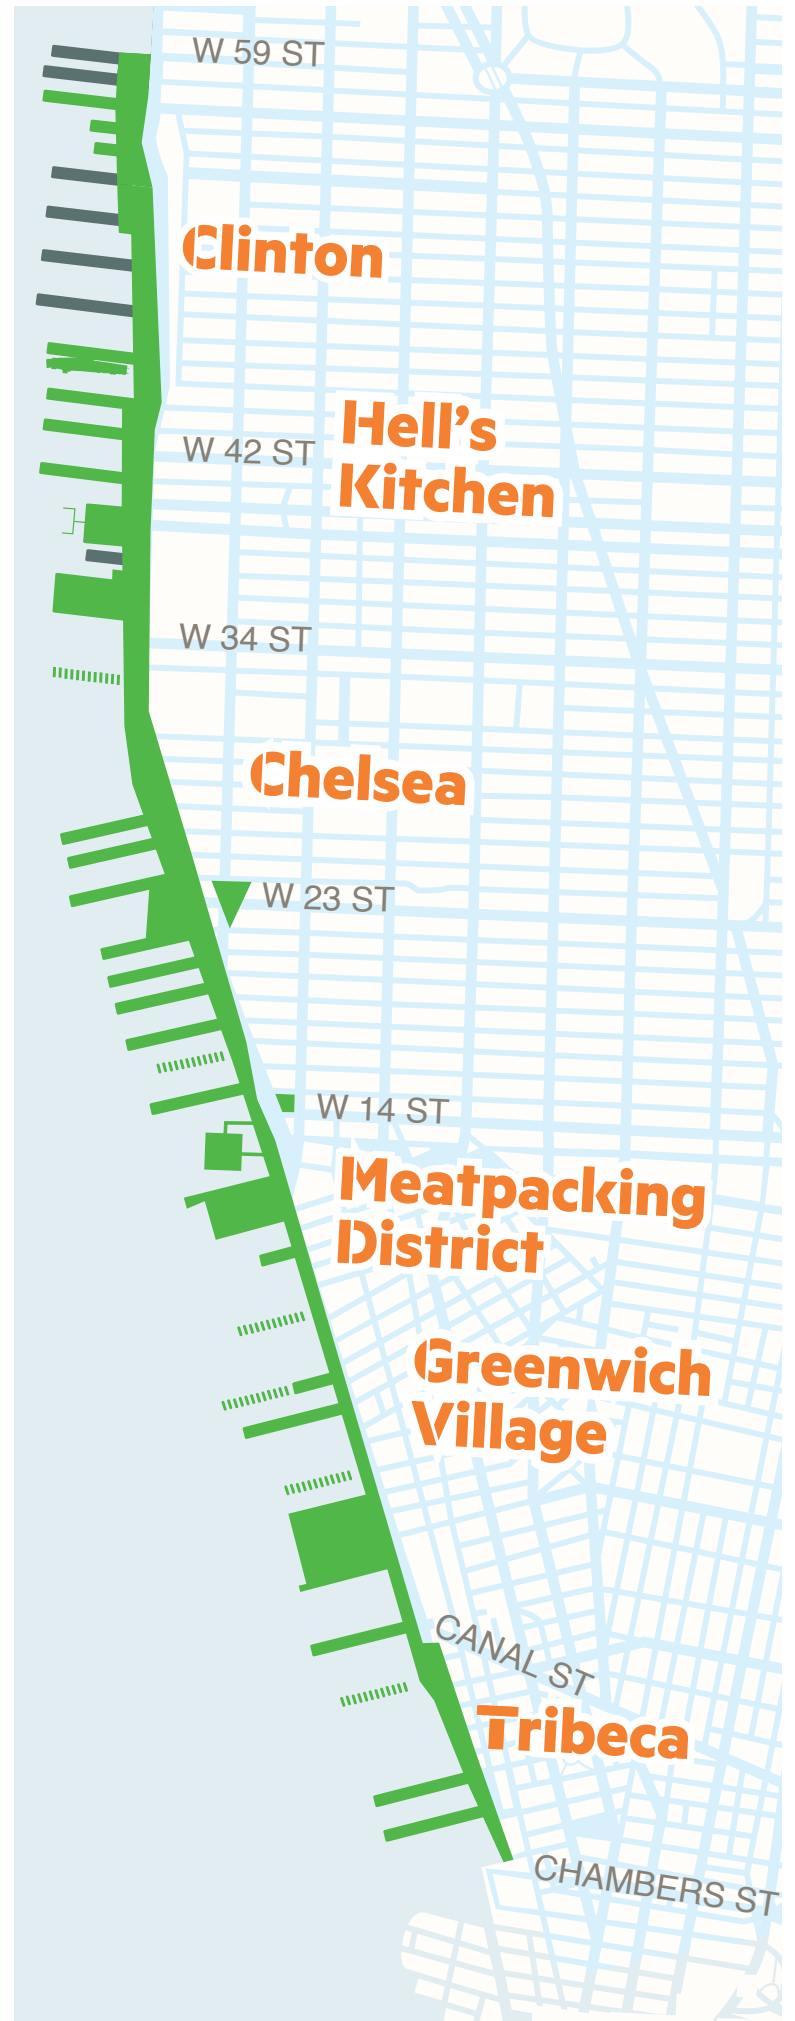 W 59 ST
Clinton
Hell's
Kitchen
W 42 ST
W 34 ST
Chelsea
W 23 ST
W 14 ST
Meatpacking
District
Greenwich
Village
CANAL ST
Tribeca
CHAMBERS ST